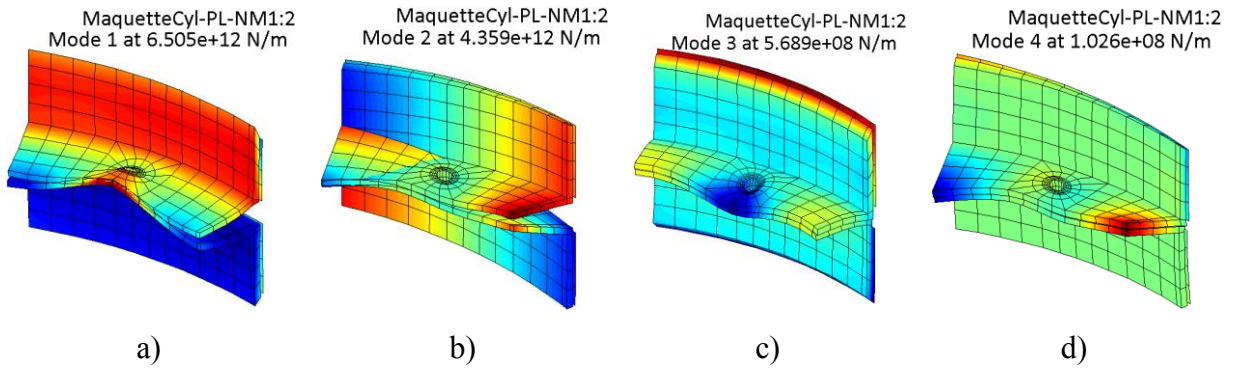 MaquetteCyl-PL-NM1:2
Mode 1 at 6.505e+12 N/m
MaquetteCyl-PL-NM1:2
Mode 2 at 4.359e+12 N/m
MaquetteCyl-PL-NM1:2
Mode 3 at 5.689e+08 N/m
MaquetteCyl-PL-NM1:2
Mode 4 at 1.026e+08 N/m
a)
b)
c)
d)